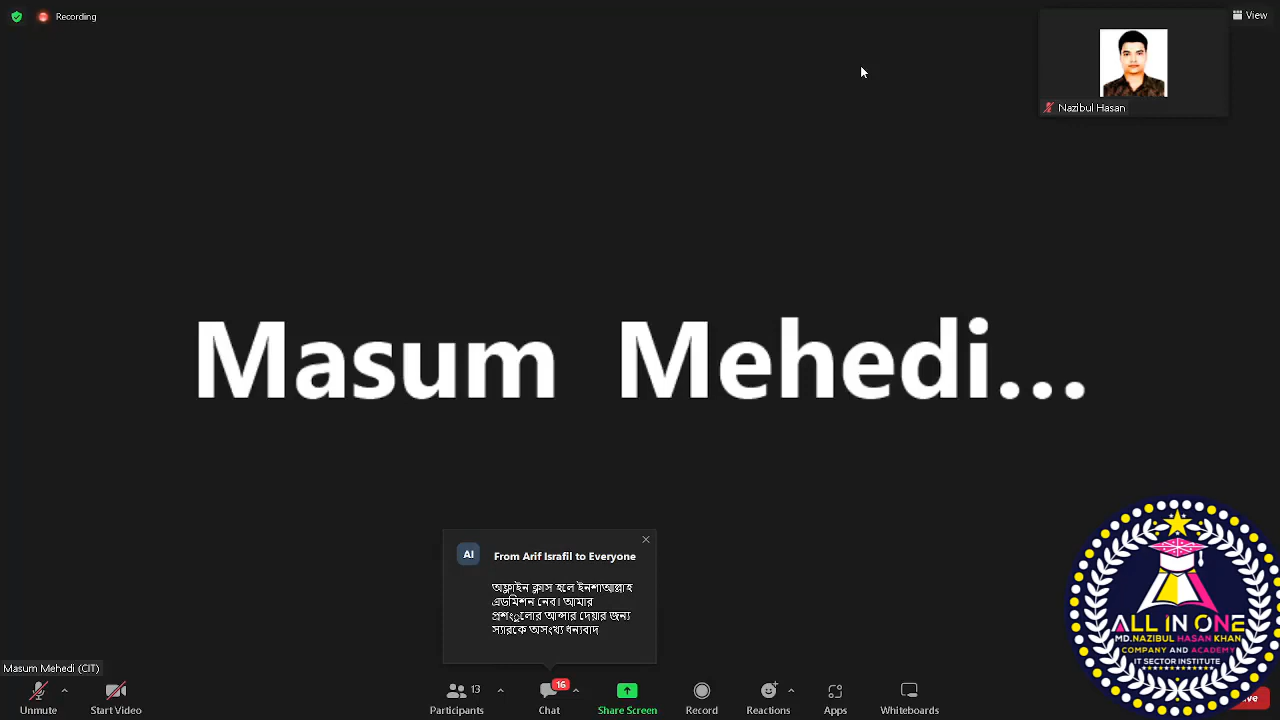 Recording
View
Nazibul Hasan
Masum Mehedi...
AI From Arif Israfil to Everyone
অফ্লাইন ক্লাস হলে ইনশাআল্লাহ
এডমিশন নেব। আমার
প্রশংুলোর আন্সার দেয়ার জন্য
স্যারকে অসংখ্য ধন্যবাদ
ALL IN ONE
MD.NAZIBUL HASAN KHAN
COMPANY AND ACADEMY
IT SECTOR INSTITUTE
Masum Mehedi (CIT)
13
16
Unmute
Start Video
Participants
Chat
Share Screen
Record
Reactions
Apps
Whiteboards